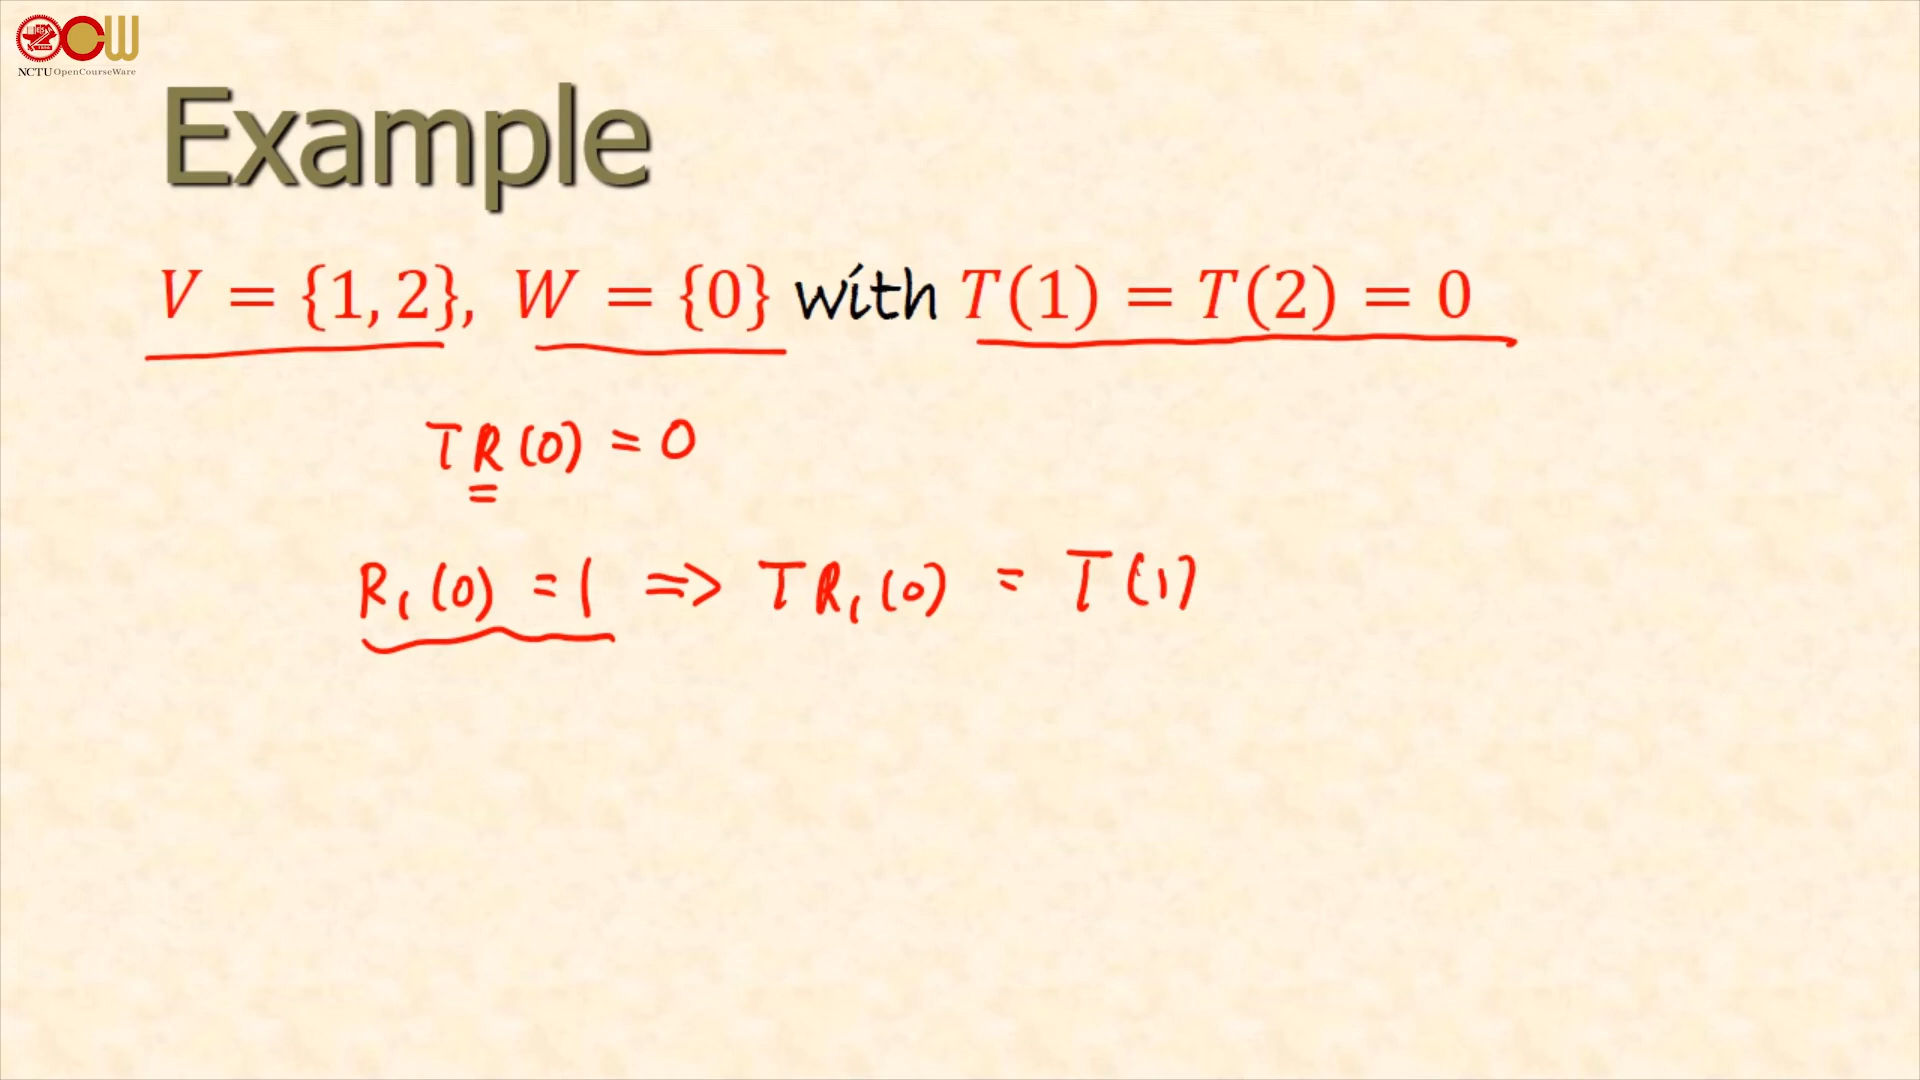 OCW
NCTU OpenCourseWare
Example
V = {1, 2}, W = {0} with T(1) = T(2) = 0
TR(0) = 0
R₁(0) = 1 => TR₁(0) = T(1)